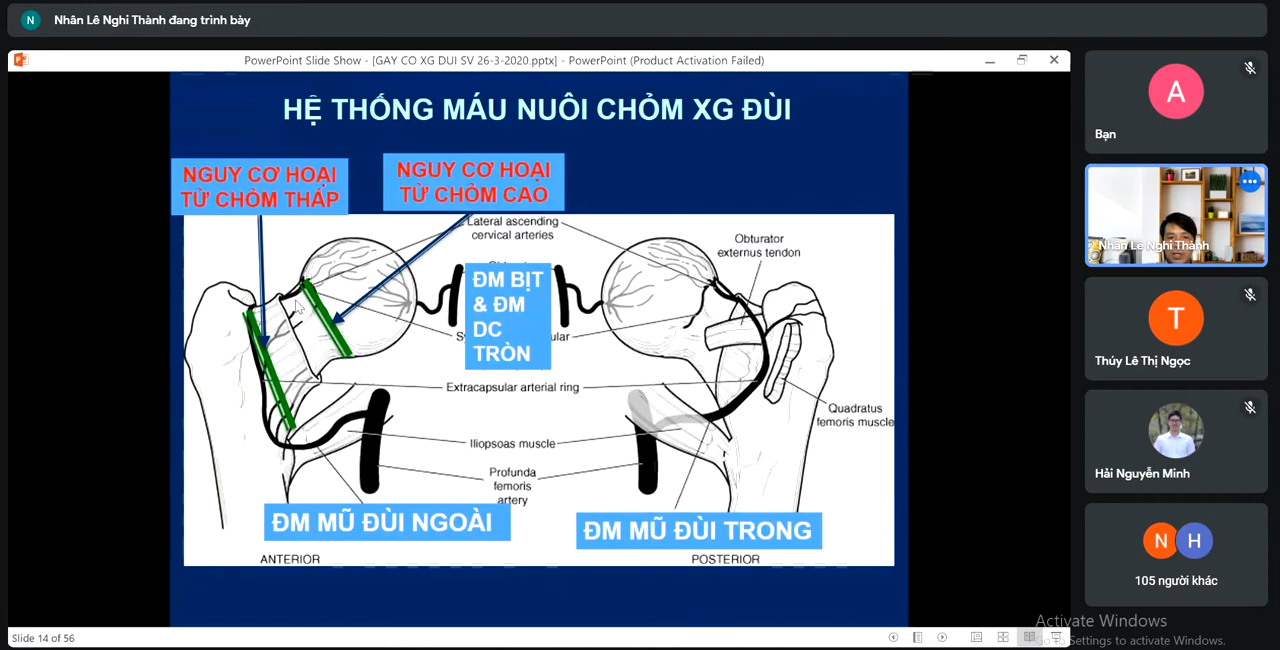 N
Nhân Lê Nghi Thành đang trình bày
PowerPoint Slide Show - [GAY CO XG DUI SV 26-3-2020.pptx] - PowerPoint (Product Activation Failed)
HỆ THỐNG MÁU NUÔI CHỎM XG ĐÙI
NGUY CƠ HOẠI
TỬ CHỎM THÁP
NGUY CƠ HOẠI
TỬ CHỎM CAO
Lateral ascending
cervical arteries
Obturator
externus tendon
ĐM BỊT
& ĐM
DC
TRÒN
Extracapsular arterial ring
Quadratus
femoris muscle
Iliopsoas muscle
Profunda
femoris
artery
ĐM MŨ ĐÙI NGOÀI
ĐM MŨ ĐÙI TRONG
ANTERIOR
POSTERIOR
Slide 14 of 56
A
Bạn
Nhân Lê Nghi Thành
T
Thúy Lê Thị Ngọc
Hải Nguyễn Minh
N
H
105 người khác
Activate Windows
Go to Settings to activate Windows.